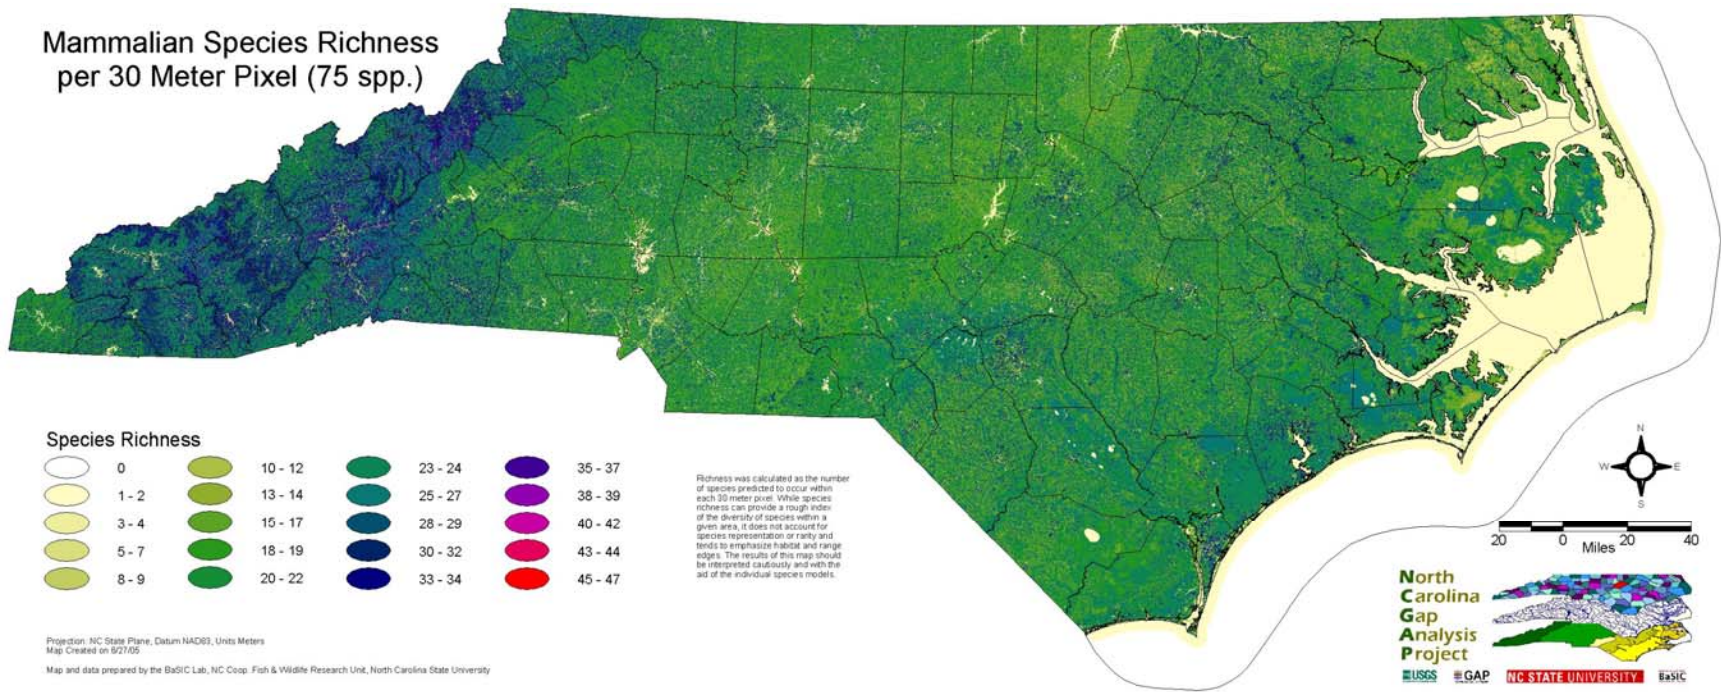 Mammalian Species Richness
per 30 Meter Pixel (75 spp.)
Species Richness
0
1 - 2
3 - 4
5 - 7
8 - 9
10 - 12
13 - 14
15 - 17
18 - 19
20 - 22
23 - 24
25 - 27
28 - 29
30 - 32
33 - 34
35 - 37
38 - 39
40 - 42
43 - 44
45 - 47
Richness was calculated as the number
of species predicted to occur within
each 30 meter pixel. While species
richness can provide a rough index
of the diversity of species within a
given area, it does not account for
species representation or rarity and
tends to emphasize habitat and range
edges. The results of this map should
be interpreted cautiously and with the
aid of the individual species models.
N
W
E
S
20 0 20 40
Miles
North
Carolina
Gap
Analysis
Project
USGS
GAP
NC STATE UNIVERSITY
BaSIC
Projection: NC State Plane, Datum NAD83, Units Meters
Map Created on 6/27/05
Map and data prepared by the BaSIC Lab, NC Coop. Fish & Wildlife Research Unit, North Carolina State University